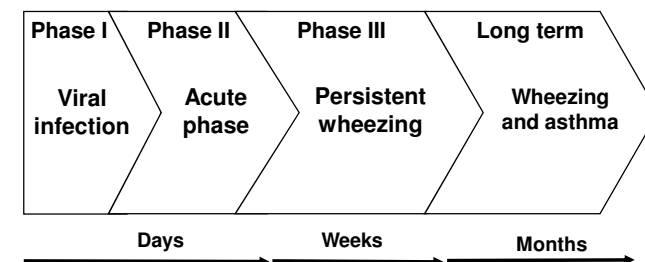 Phase I
Phase II
Phase III
Long term
Viral
infection
Acute
phase
Persistent
wheezing
Wheezing
and asthma
Days
Weeks
Months